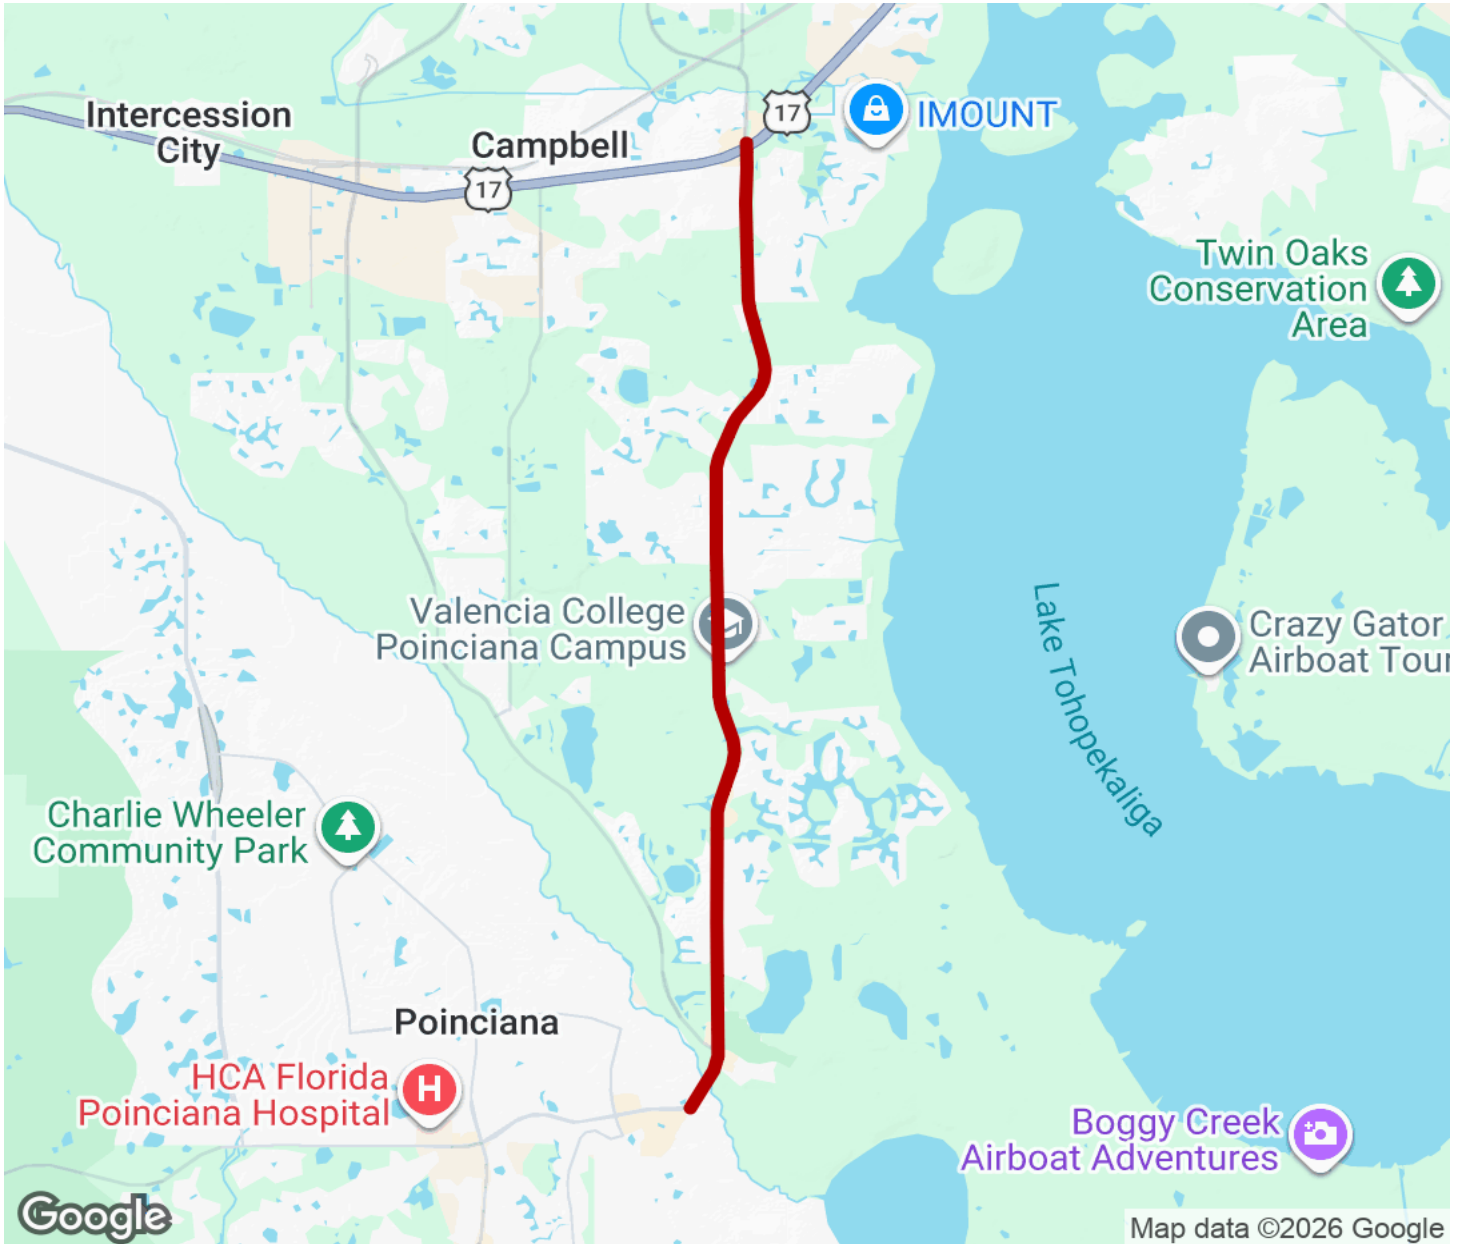 17
IMOUNT
Intercession
City
Campbell
17
Twin Oaks
Conservation
Area
Valencia College
Poinciana Campus
Lake Tohopekaliga
Crazy Gator
Airboat Tour
Charlie Wheeler
Community Park
Poinciana
HCA Florida
Poinciana Hospital
H
Boggy Creek
Airboat Adventures
Google
Map data ©2026 Google